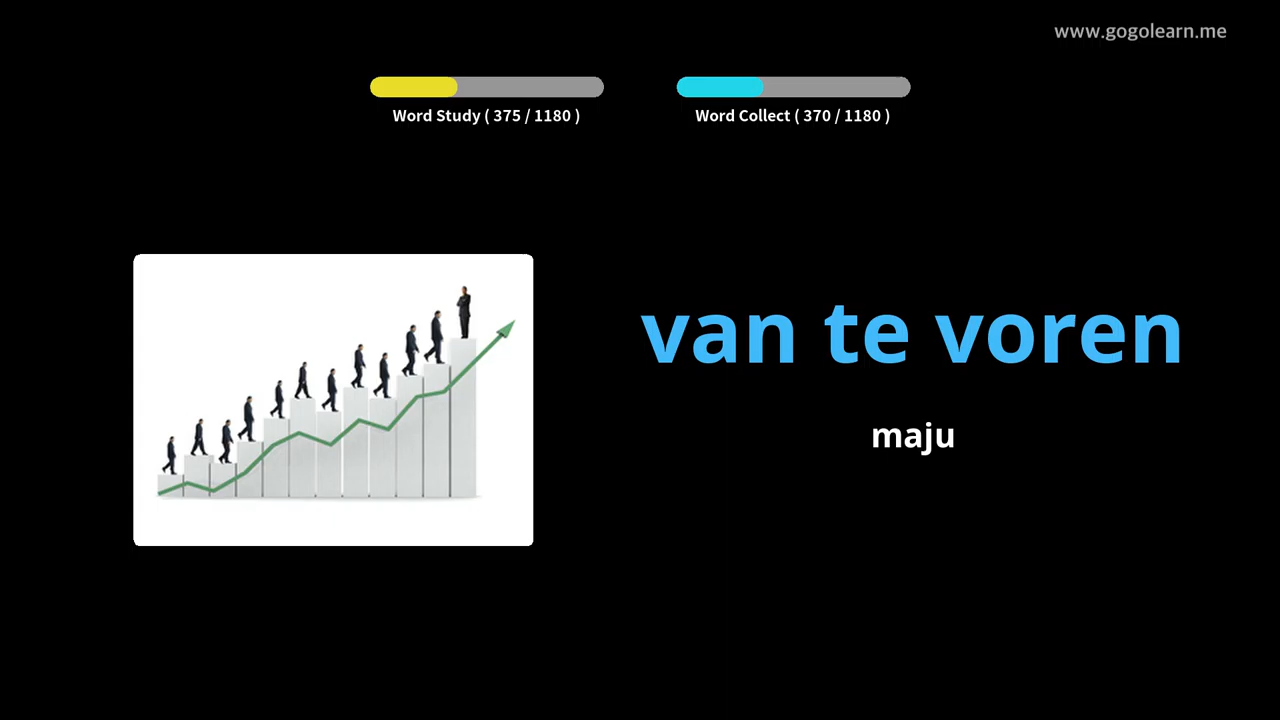 www.gogolearn.me
Word Study ( 375 / 1180 )
Word Collect ( 370 / 1180 )
van te voren
maju